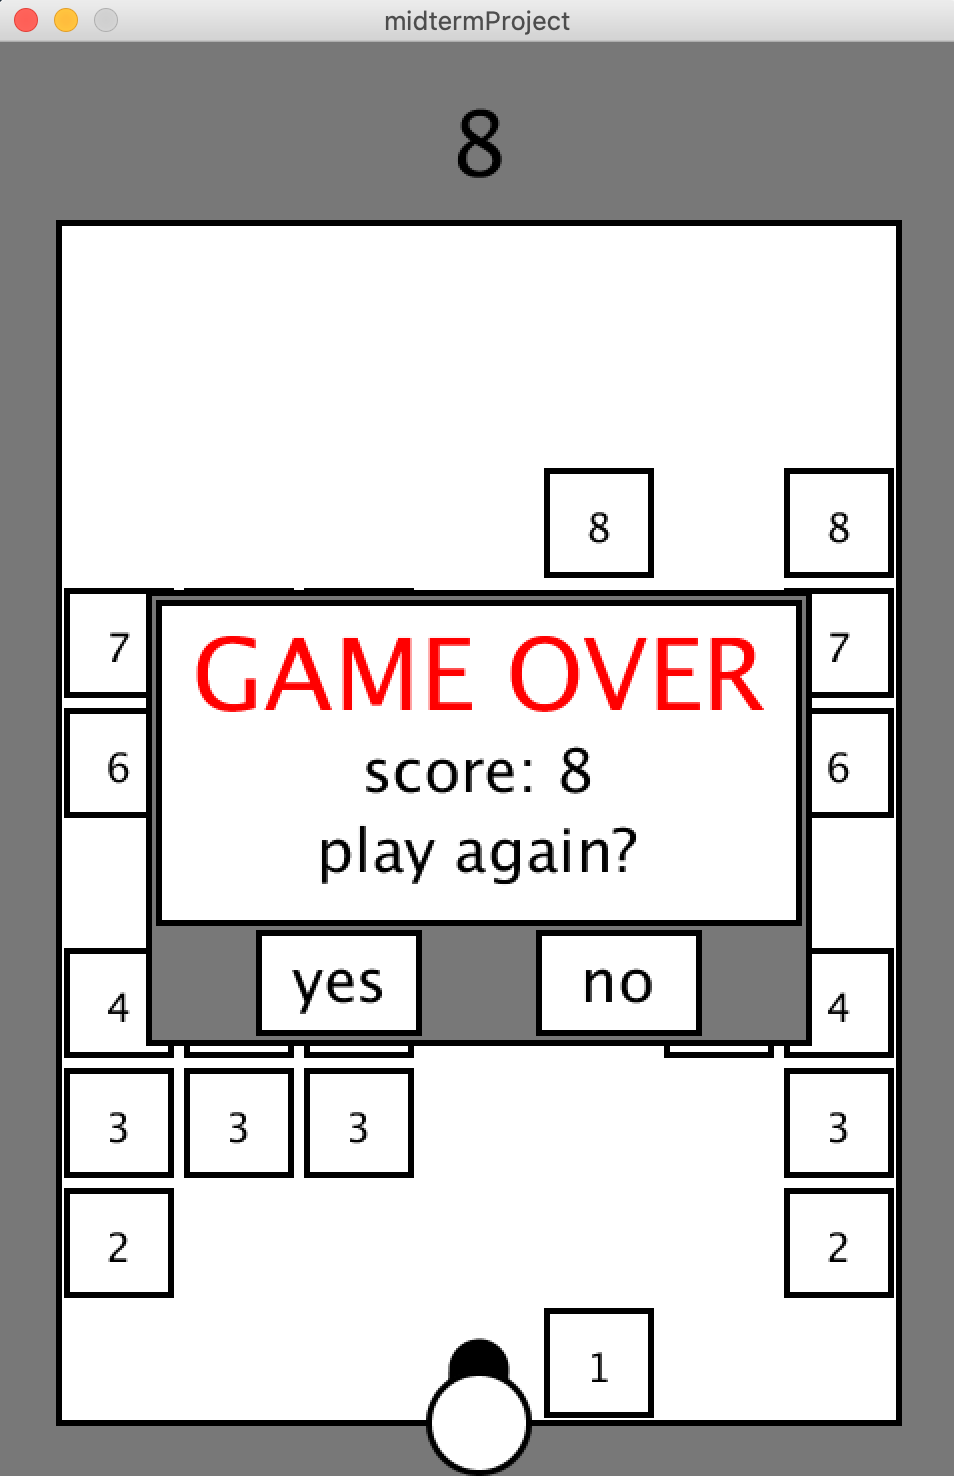 midtermProject
8
8 8
7 7
GAME OVER
6 score: 8 6
play again?
yes no
4 4
3 3 3 3
2 2
1